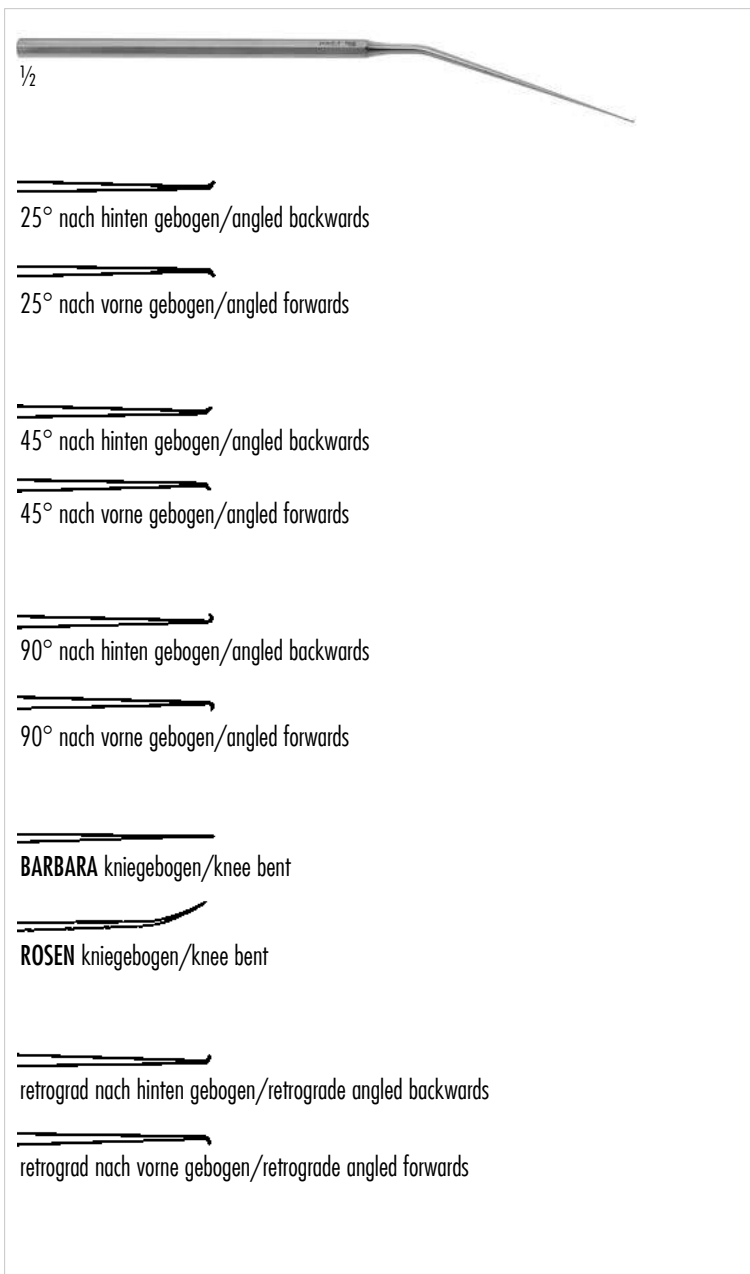 ½
25° nach hinten gebogen/angled backwards
25° nach vorne gebogen/angled forwards
45° nach hinten gebogen/angled backwards
45° nach vorne gebogen/angled forwards
90° nach hinten gebogen/angled backwards
90° nach vorne gebogen/angled forwards
BARBARA kniegebogen/knee bent
ROSEN kniegebogen/knee bent
retrograd nach hinten gebogen/retrograde angled backwards
retrograd nach vorne gebogen/retrograde angled forwards